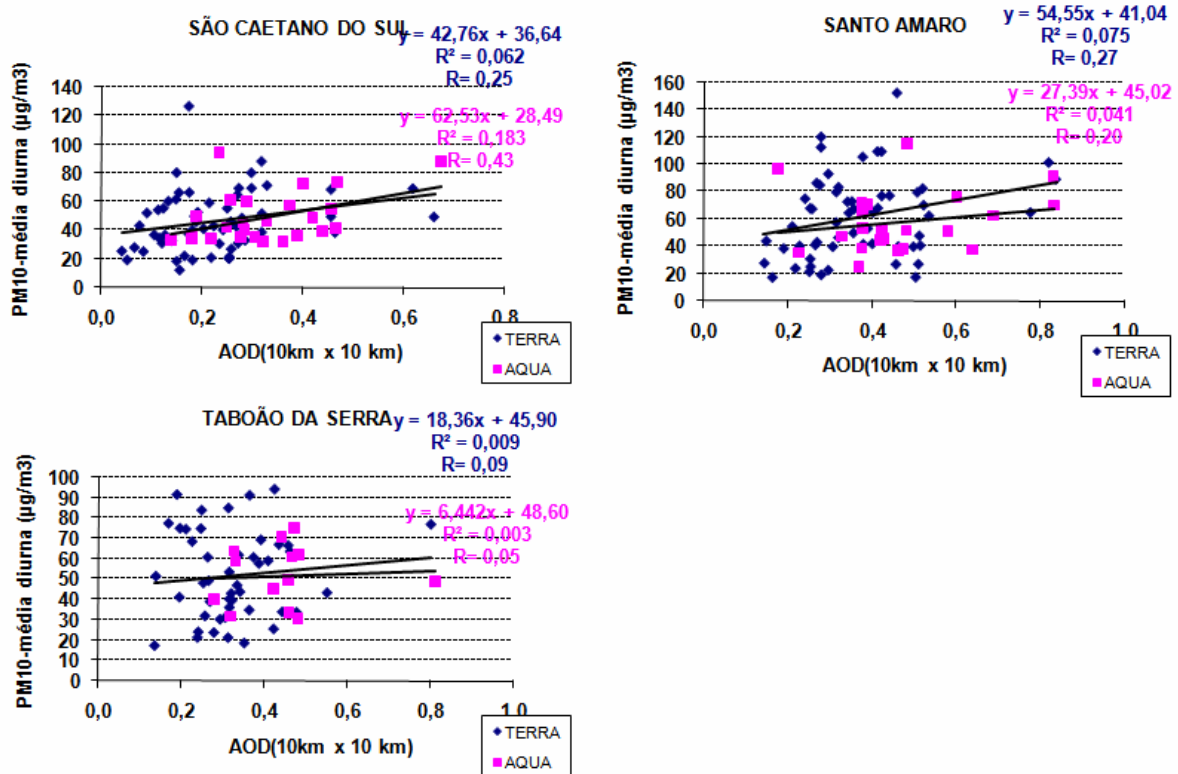 SÃO CAETANO DO SUL
y = 42,76x + 36,64
R² = 0,062
R= 0,25
y = 62,53x + 28,49
R² = 0,183
R= 0,43
PM10-média diurna (µg/m3)
140
120
100
80
60
40
20
0
0,0 0,2 0,4 0,6 0,8
AOD(10km x 10 km)
TERRA
AQUA
SANTO AMARO
y = 54,55x + 41,04
R² = 0,075
R= 0,27
y = 27,39x + 45,02
R² = 0,041
R= 0,20
PM10-média diurna (µg/m3)
160
140
120
100
80
60
40
20
0
0,0 0,2 0,4 0,6 0,8 1,0
AOD(10km x 10 km)
TERRA
AQUA
TABOÃO DA SERRA
y = 18,36x + 45,90
R² = 0,009
R= 0,09
y = 6,442x + 48,60
R² = 0,003
R= 0,05
PM10-média diurna (µg/m3)
100
90
80
70
60
50
40
30
20
10
0
0,0 0,2 0,4 0,6 0,8 1,0
AOD(10km x 10 km)
TERRA
AQUA